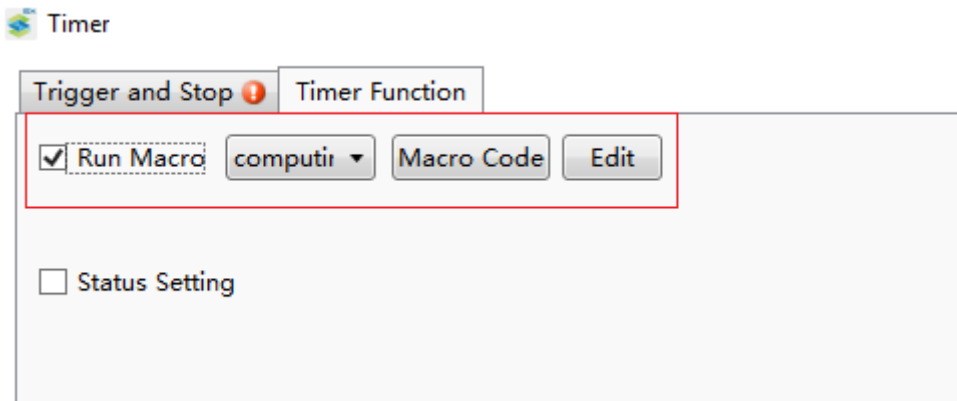 Timer
Trigger and Stop Timer Function
Run Macro computir Macro Code Edit
Status Setting